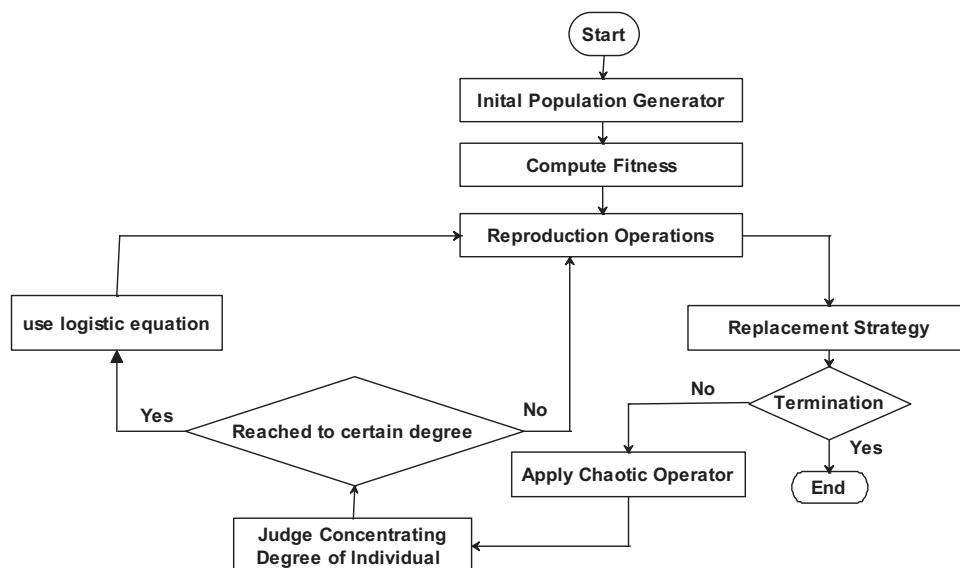 Start
Inital Population Generator
Compute Fitness
Reproduction Operations
use logistic equation
Replacement Strategy
Yes
No
No
Termination
Reached to certain degree
Yes
Apply Chaotic Operator
End
Judge Concentrating
Degree of Individual